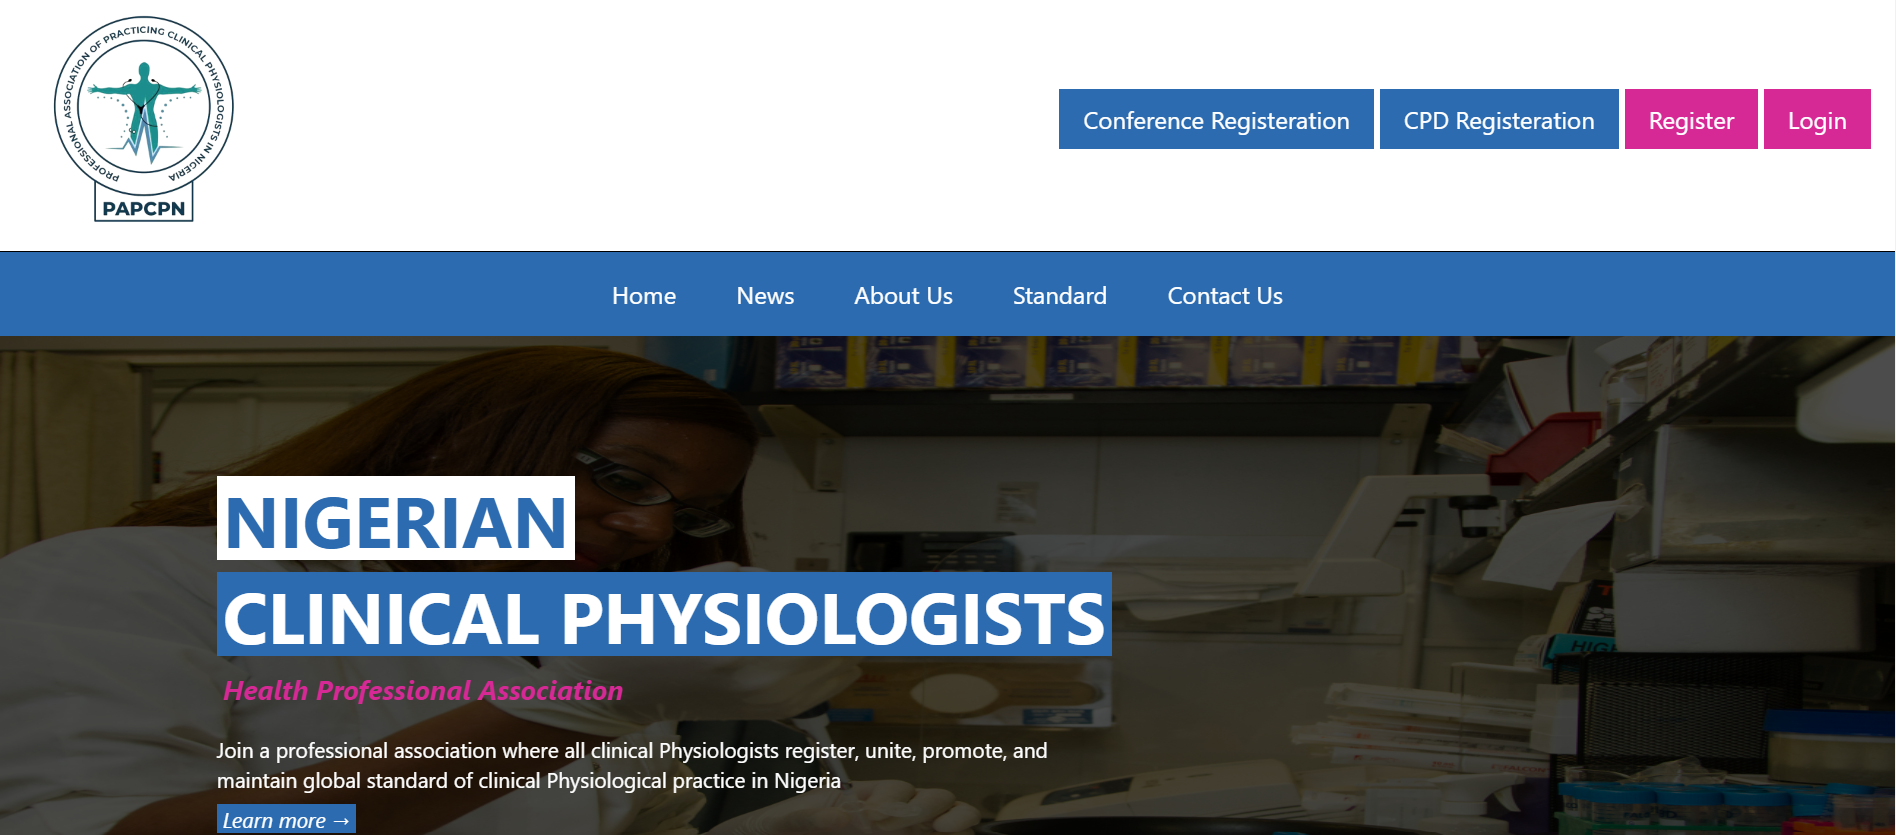 PROFESSIONAL ASSOCIATION OF PRACTICING CLINICAL PHYSIOLOGISTS IN NIGERIA
PAPCPN
Conference Registeration
CPD Registeration
Register
Login
Home
News
About Us
Standard
Contact Us
NIGERIAN
CLINICAL PHYSIOLOGISTS
Health Professional Association
Join a professional association where all clinical Physiologists register, unite, promote, and
maintain global standard of clinical Physiological practice in Nigeria
Learn more →